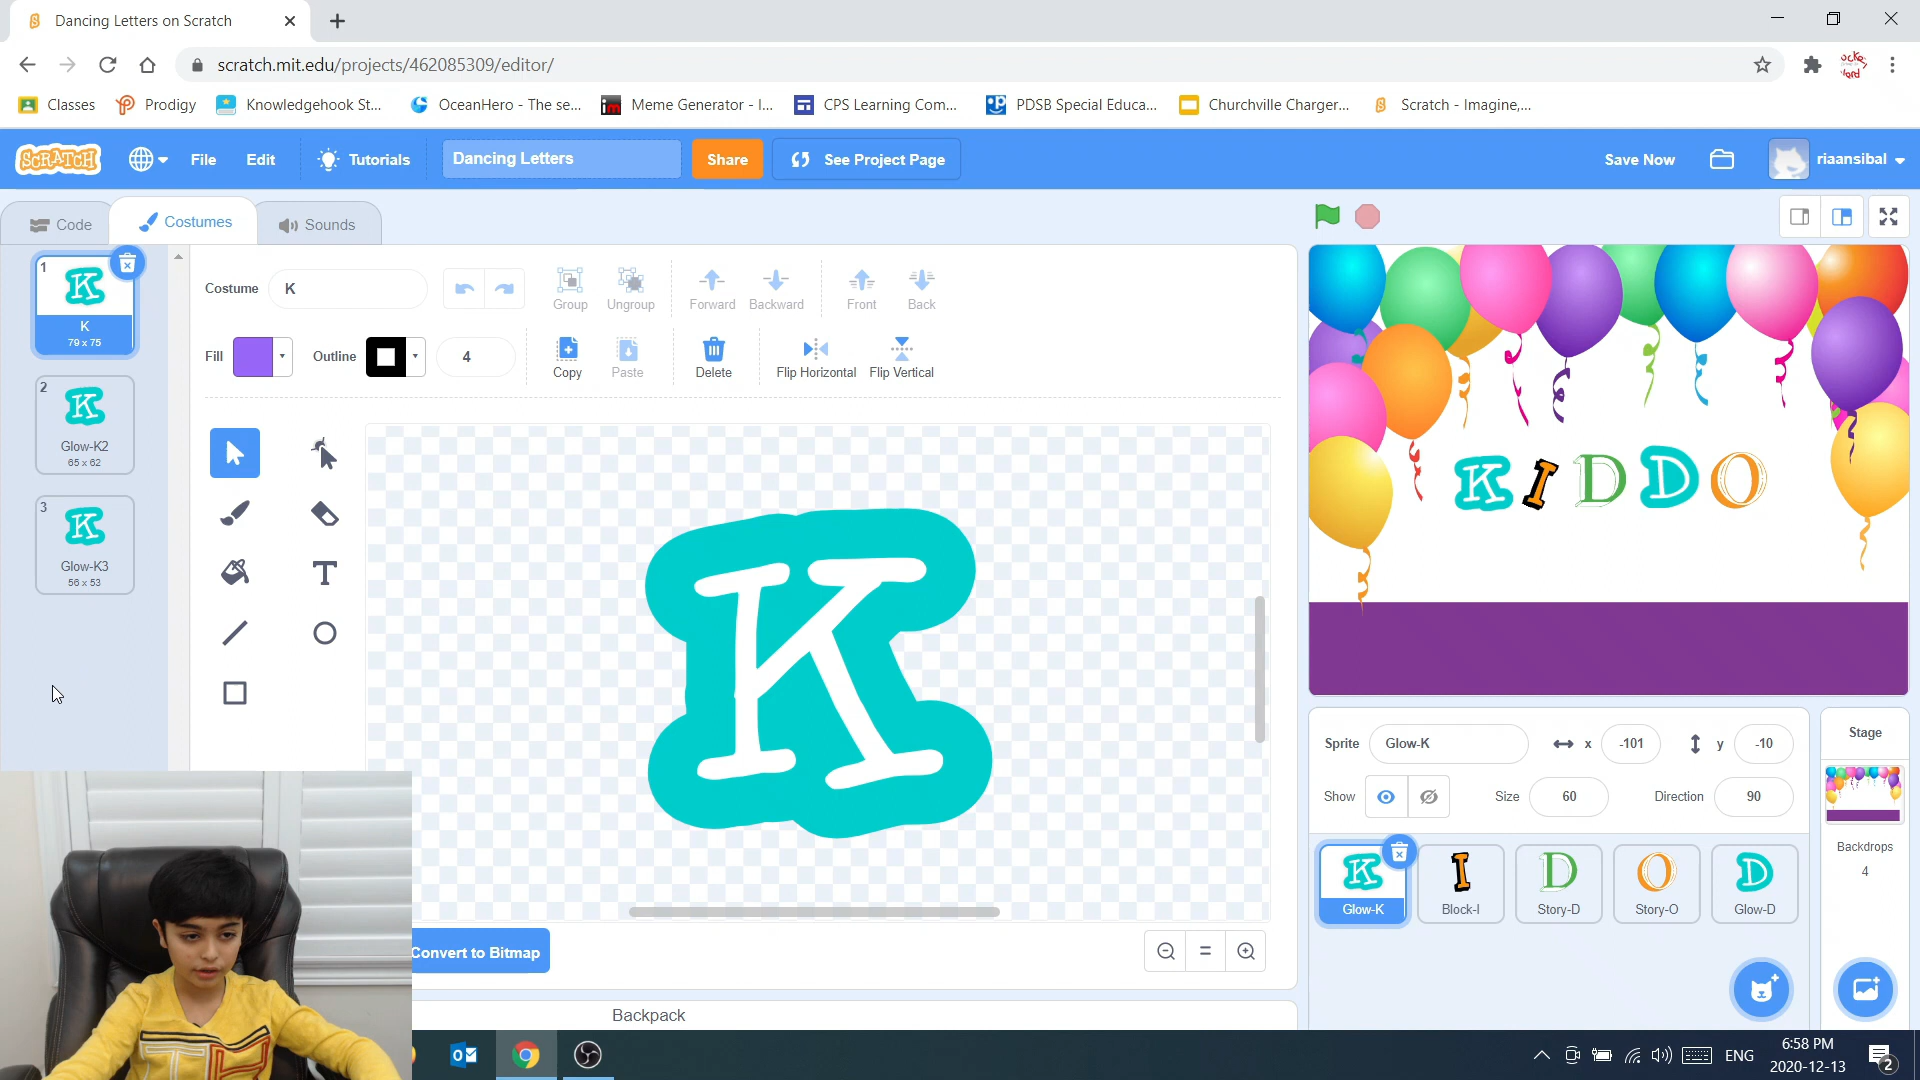 Dancing Letters on Scratch
scratch.mit.edu/projects/462085309/editor/
Classes
Prodigy
Knowledgehook St...
OceanHero - The se...
im
Meme Generator - I...
CPS Learning Com...
PDSB Special Educa...
Churchville Charger...
Scratch - Imagine,...
SCRATCH
File
Edit
Tutorials
Dancing Letters
Share
See Project Page
Save Now
riaansibal
Code
Costumes
Sounds
1
K
K
79 x 75
2
K
Glow-K2
65 x 62
3
K
Glow-K3
56 x 53
Costume
K
Group
Ungroup
Forward
Backward
Front
Back
Fill
Outline
4
Copy
Paste
Delete
Flip Horizontal
Flip Vertical
T
K
Convert to Bitmap
Backpack
K I D D O
Sprite
Glow-K
x
-101
y
-10
Show
Size
60
Direction
90
K
Glow-K
I
Block-I
D
Story-D
O
Story-O
D
Glow-D
Stage
Backdrops
4
ENG
6:58 PM
2020-12-13
2